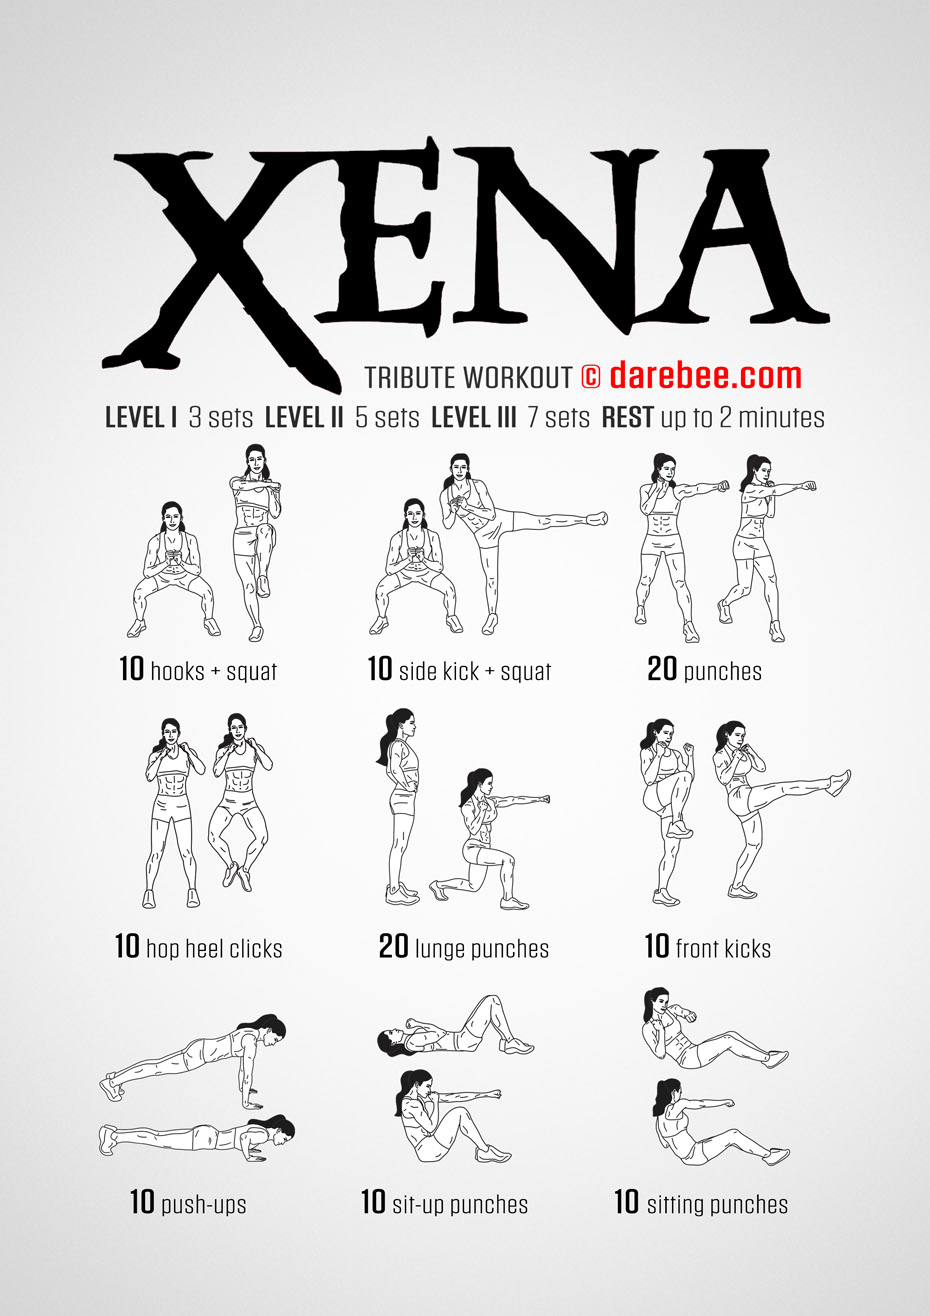 XENA
TRIBUTE WORKOUT © darebee.com
LEVEL I 3 sets LEVEL II 5 sets LEVEL III 7 sets REST up to 2 minutes
10 hooks + squat
10 side kick + squat
20 punches
10 hop heel clicks
20 lunge punches
10 front kicks
10 push-ups
10 sit-up punches
10 sitting punches